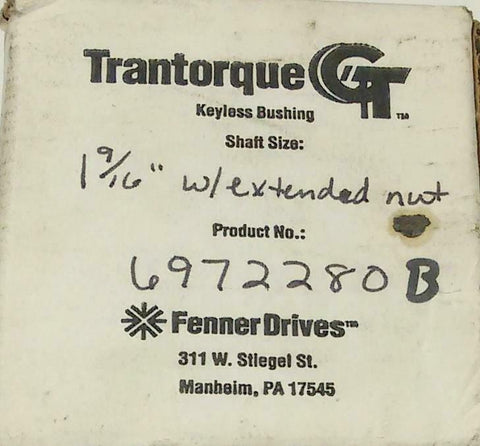 Trantorque GT™
Keyless Bushing
Shaft Size:
1 9/16" w/extended nut
Product No.:
6972280B
Fenner Drives™
311 W. Stiegel St.
Manheim, PA 17545